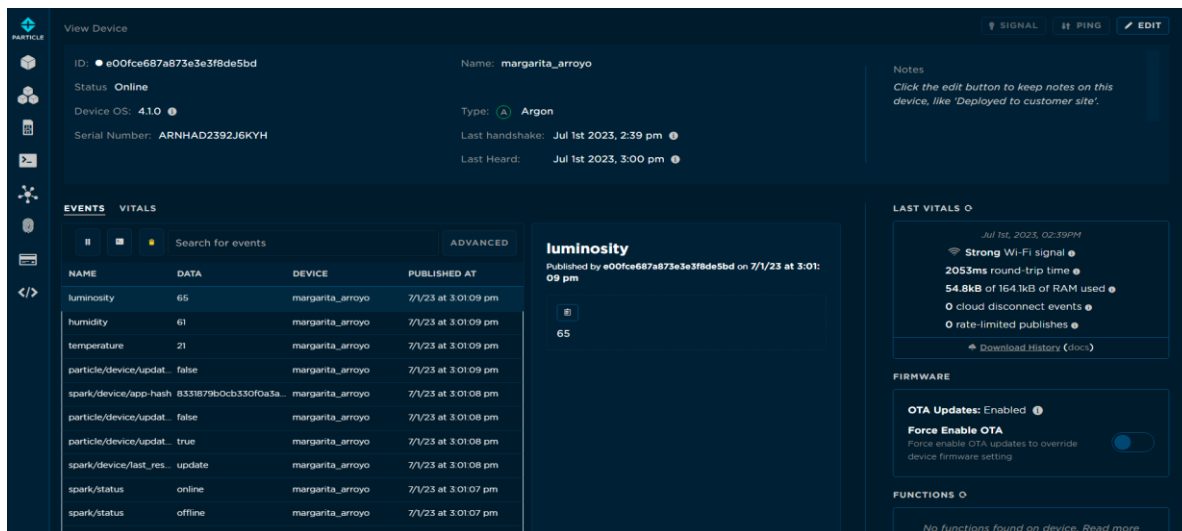 PARTICLE
View Device
SIGNAL
PING
EDIT
ID: e00fce687a873e3e3f8de5bd
Name: margarita_arroyo
Status Online
Device OS: 4.1.0
Type: A Argon
Serial Number: ARNHAD2392J6KYH
Last handshake: Jul 1st 2023, 2:39 pm
Last Heard: Jul 1st 2023, 3:00 pm
Notes
Click the edit button to keep notes on this
device, like 'Deployed to customer site'.
EVENTS VITALS
Search for events
ADVANCED
NAME DATA DEVICE PUBLISHED AT
luminosity 65 margarita_arroyo 7/1/23 at 3:01:09 pm
humidity 61 margarita_arroyo 7/1/23 at 3:01:09 pm
temperature 21 margarita_arroyo 7/1/23 at 3:01:09 pm
particle/device/updat... false margarita_arroyo 7/1/23 at 3:01:09 pm
spark/device/app-hash 8331879b0cb330f0a3a... margarita_arroyo 7/1/23 at 3:01:08 pm
particle/device/updat... false margarita_arroyo 7/1/23 at 3:01:08 pm
particle/device/updat... true margarita_arroyo 7/1/23 at 3:01:08 pm
spark/device/last_res... update margarita_arroyo 7/1/23 at 3:01:08 pm
spark/status online margarita_arroyo 7/1/23 at 3:01:07 pm
spark/status offline margarita_arroyo 7/1/23 at 3:01:07 pm
luminosity
Published by e00fce687a873e3e3f8de5bd on 7/1/23 at 3:01:
09 pm
65
LAST VITALS
Jul 1st, 2023, 02:39PM
Strong Wi-Fi signal
2053ms round-trip time
54.8kB of 164.1kB of RAM used
0 cloud disconnect events
0 rate-limited publishes
Download History (docs)
FIRMWARE
OTA Updates: Enabled
Force Enable OTA
Force enable OTA updates to override
device firmware setting
FUNCTIONS
No functions found on device. Read more